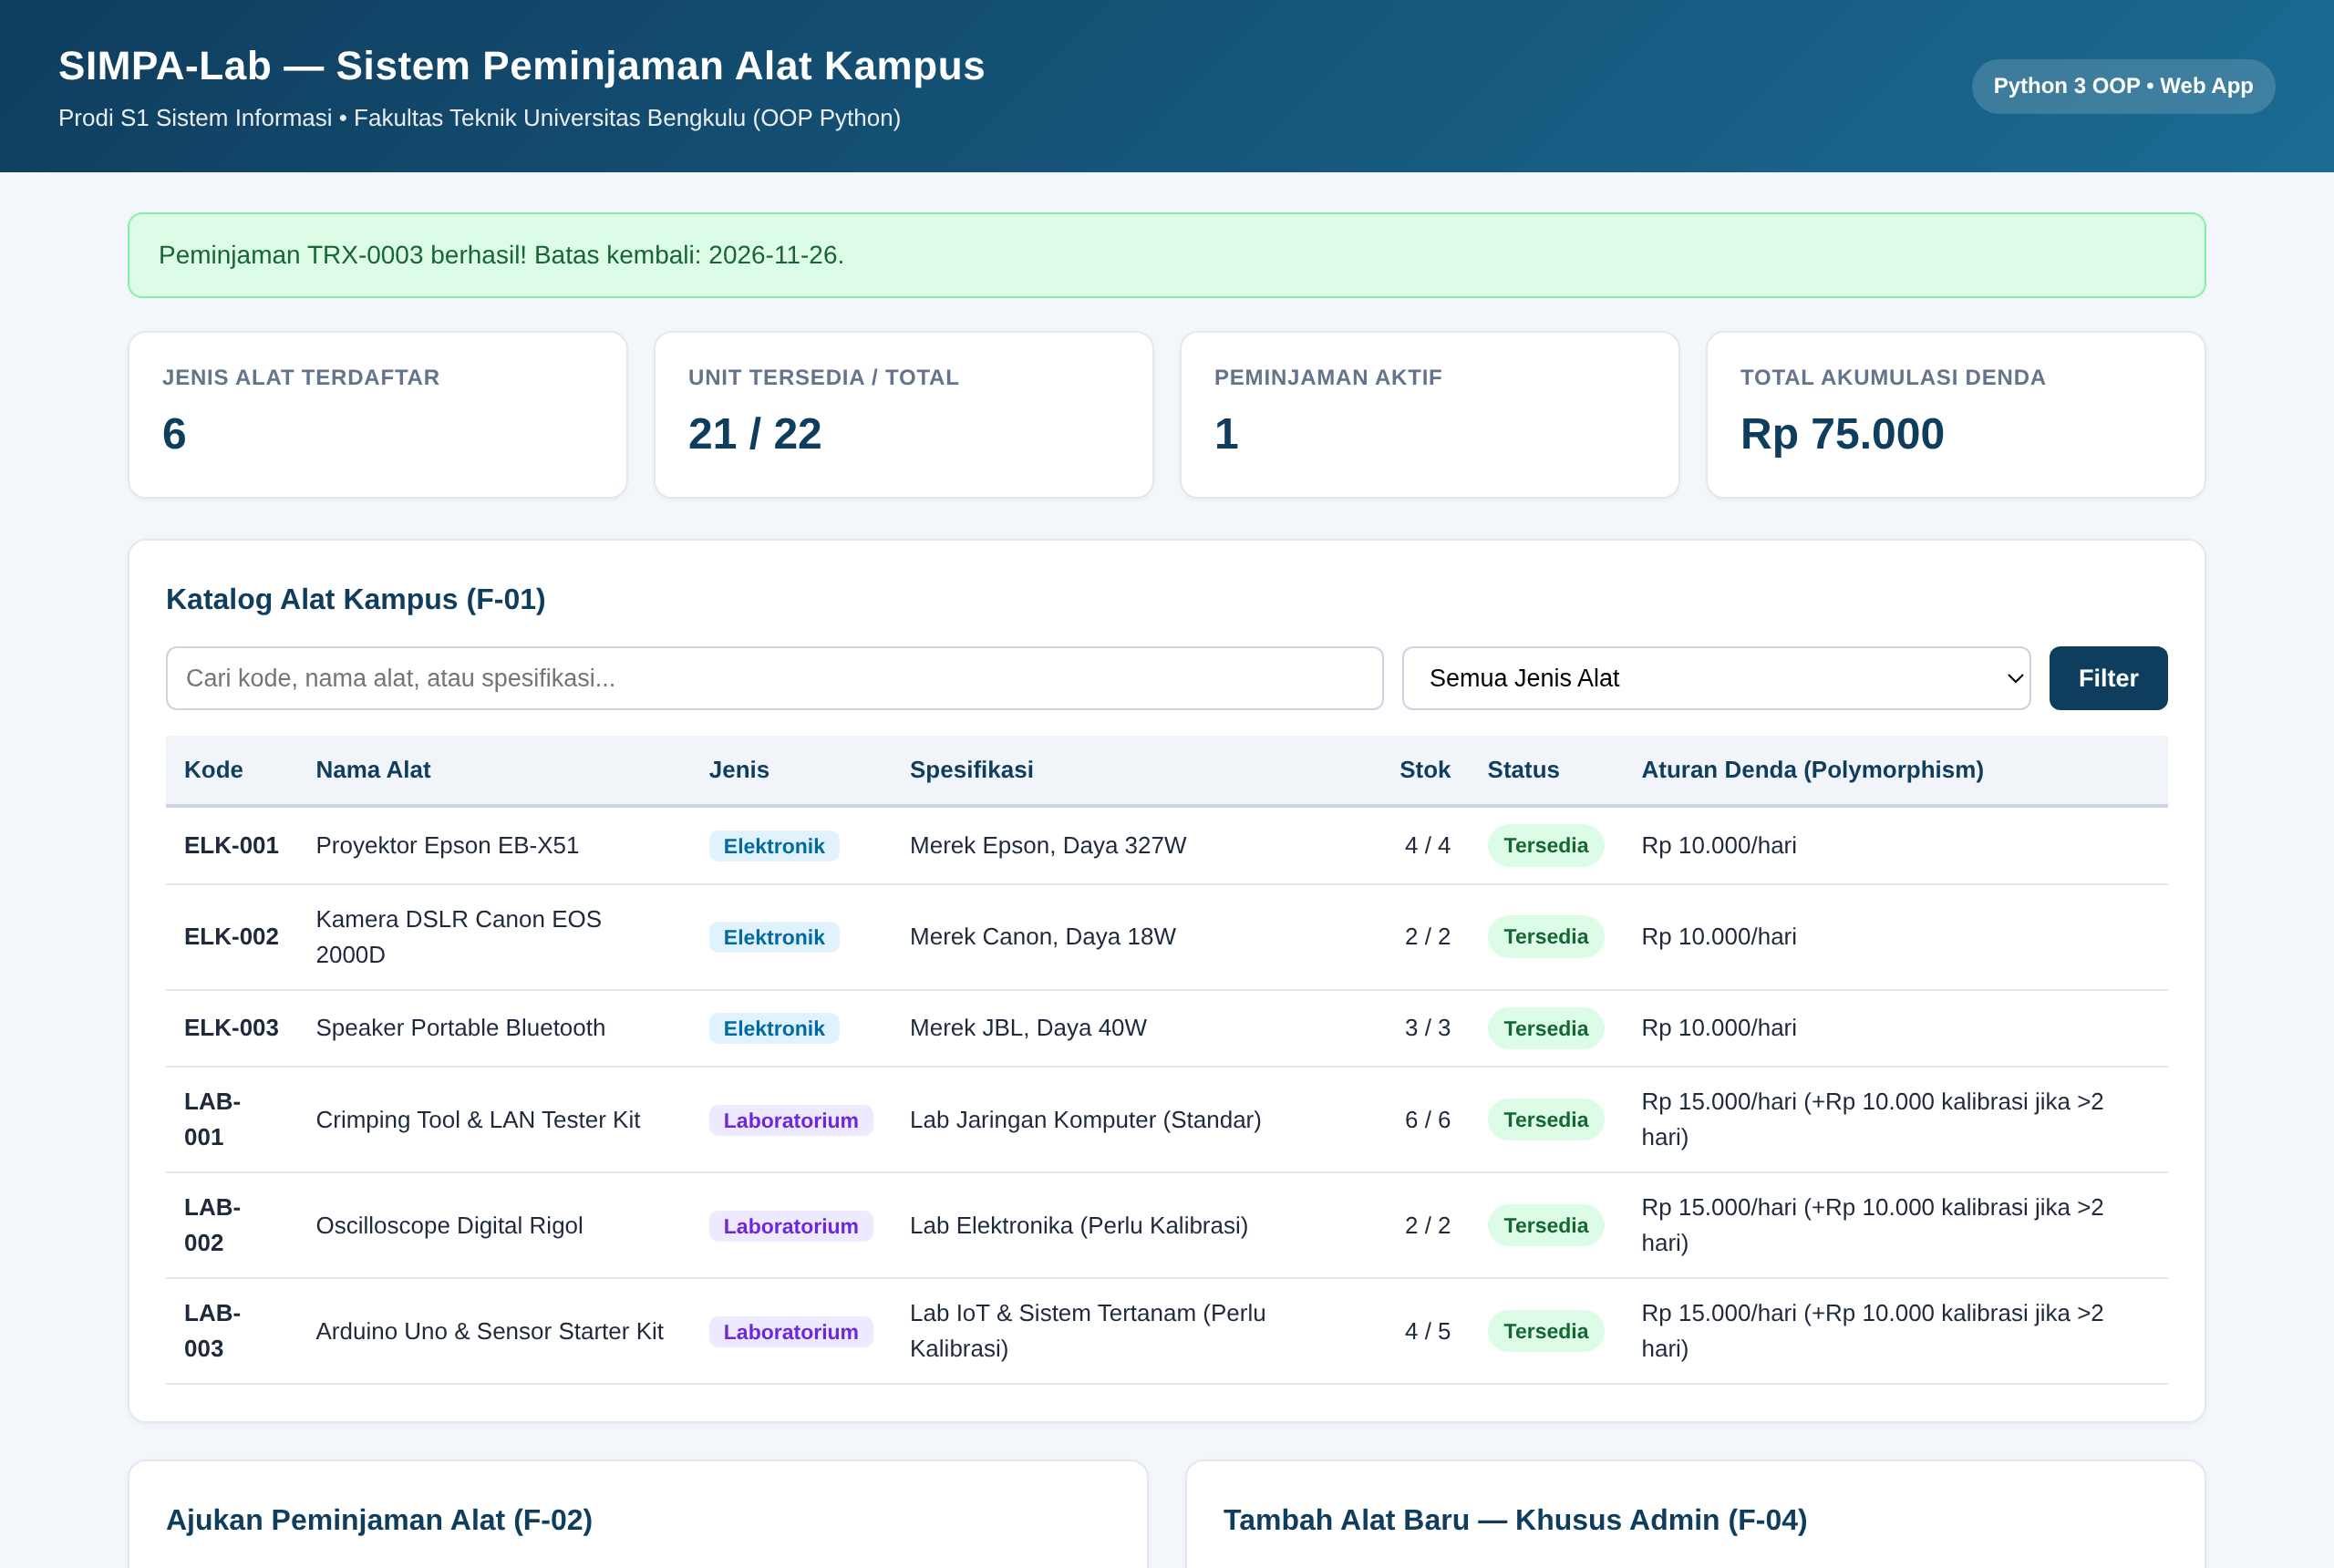 SIMPA-Lab — Sistem Peminjaman Alat Kampus
Prodi S1 Sistem Informasi • Fakultas Teknik Universitas Bengkulu (OOP Python)
Python 3 OOP • Web App
Peminjaman TRX-0003 berhasil! Batas kembali: 2026-11-26.
JENIS ALAT TERDAFTAR
6
UNIT TERSEDIA / TOTAL
21 / 22
PEMINJAMAN AKTIF
1
TOTAL AKUMULASI DENDA
Rp 75.000
Katalog Alat Kampus (F-01)
Cari kode, nama alat, atau spesifikasi...
Semua Jenis Alat
Filter
Kode Nama Alat Jenis Spesifikasi Stok Status Aturan Denda (Polymorphism)
ELK-001 Proyektor Epson EB-X51 Elektronik Merek Epson, Daya 327W 4 / 4 Tersedia Rp 10.000/hari
ELK-002 Kamera DSLR Canon EOS
2000D Elektronik Merek Canon, Daya 18W 2 / 2 Tersedia Rp 10.000/hari
ELK-003 Speaker Portable Bluetooth Elektronik Merek JBL, Daya 40W 3 / 3 Tersedia Rp 10.000/hari
LAB-
001 Crimping Tool & LAN Tester Kit Laboratorium Lab Jaringan Komputer (Standar) 6 / 6 Tersedia Rp 15.000/hari (+Rp 10.000 kalibrasi jika >2
hari)
LAB-
002 Oscilloscope Digital Rigol Laboratorium Lab Elektronika (Perlu Kalibrasi) 2 / 2 Tersedia Rp 15.000/hari (+Rp 10.000 kalibrasi jika >2
hari)
LAB-
003 Arduino Uno & Sensor Starter Kit Laboratorium Lab IoT & Sistem Tertanam (Perlu
Kalibrasi) 4 / 5 Tersedia Rp 15.000/hari (+Rp 10.000 kalibrasi jika >2
hari)
Ajukan Peminjaman Alat (F-02)
Tambah Alat Baru — Khusus Admin (F-04)